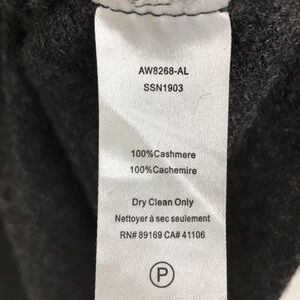 AW8268-AL
SSN1903
100%Cashmere
100%Cachemire
Dry Clean Only
Nettoyer à sec seulement
RN# 89169 CA# 41106
P